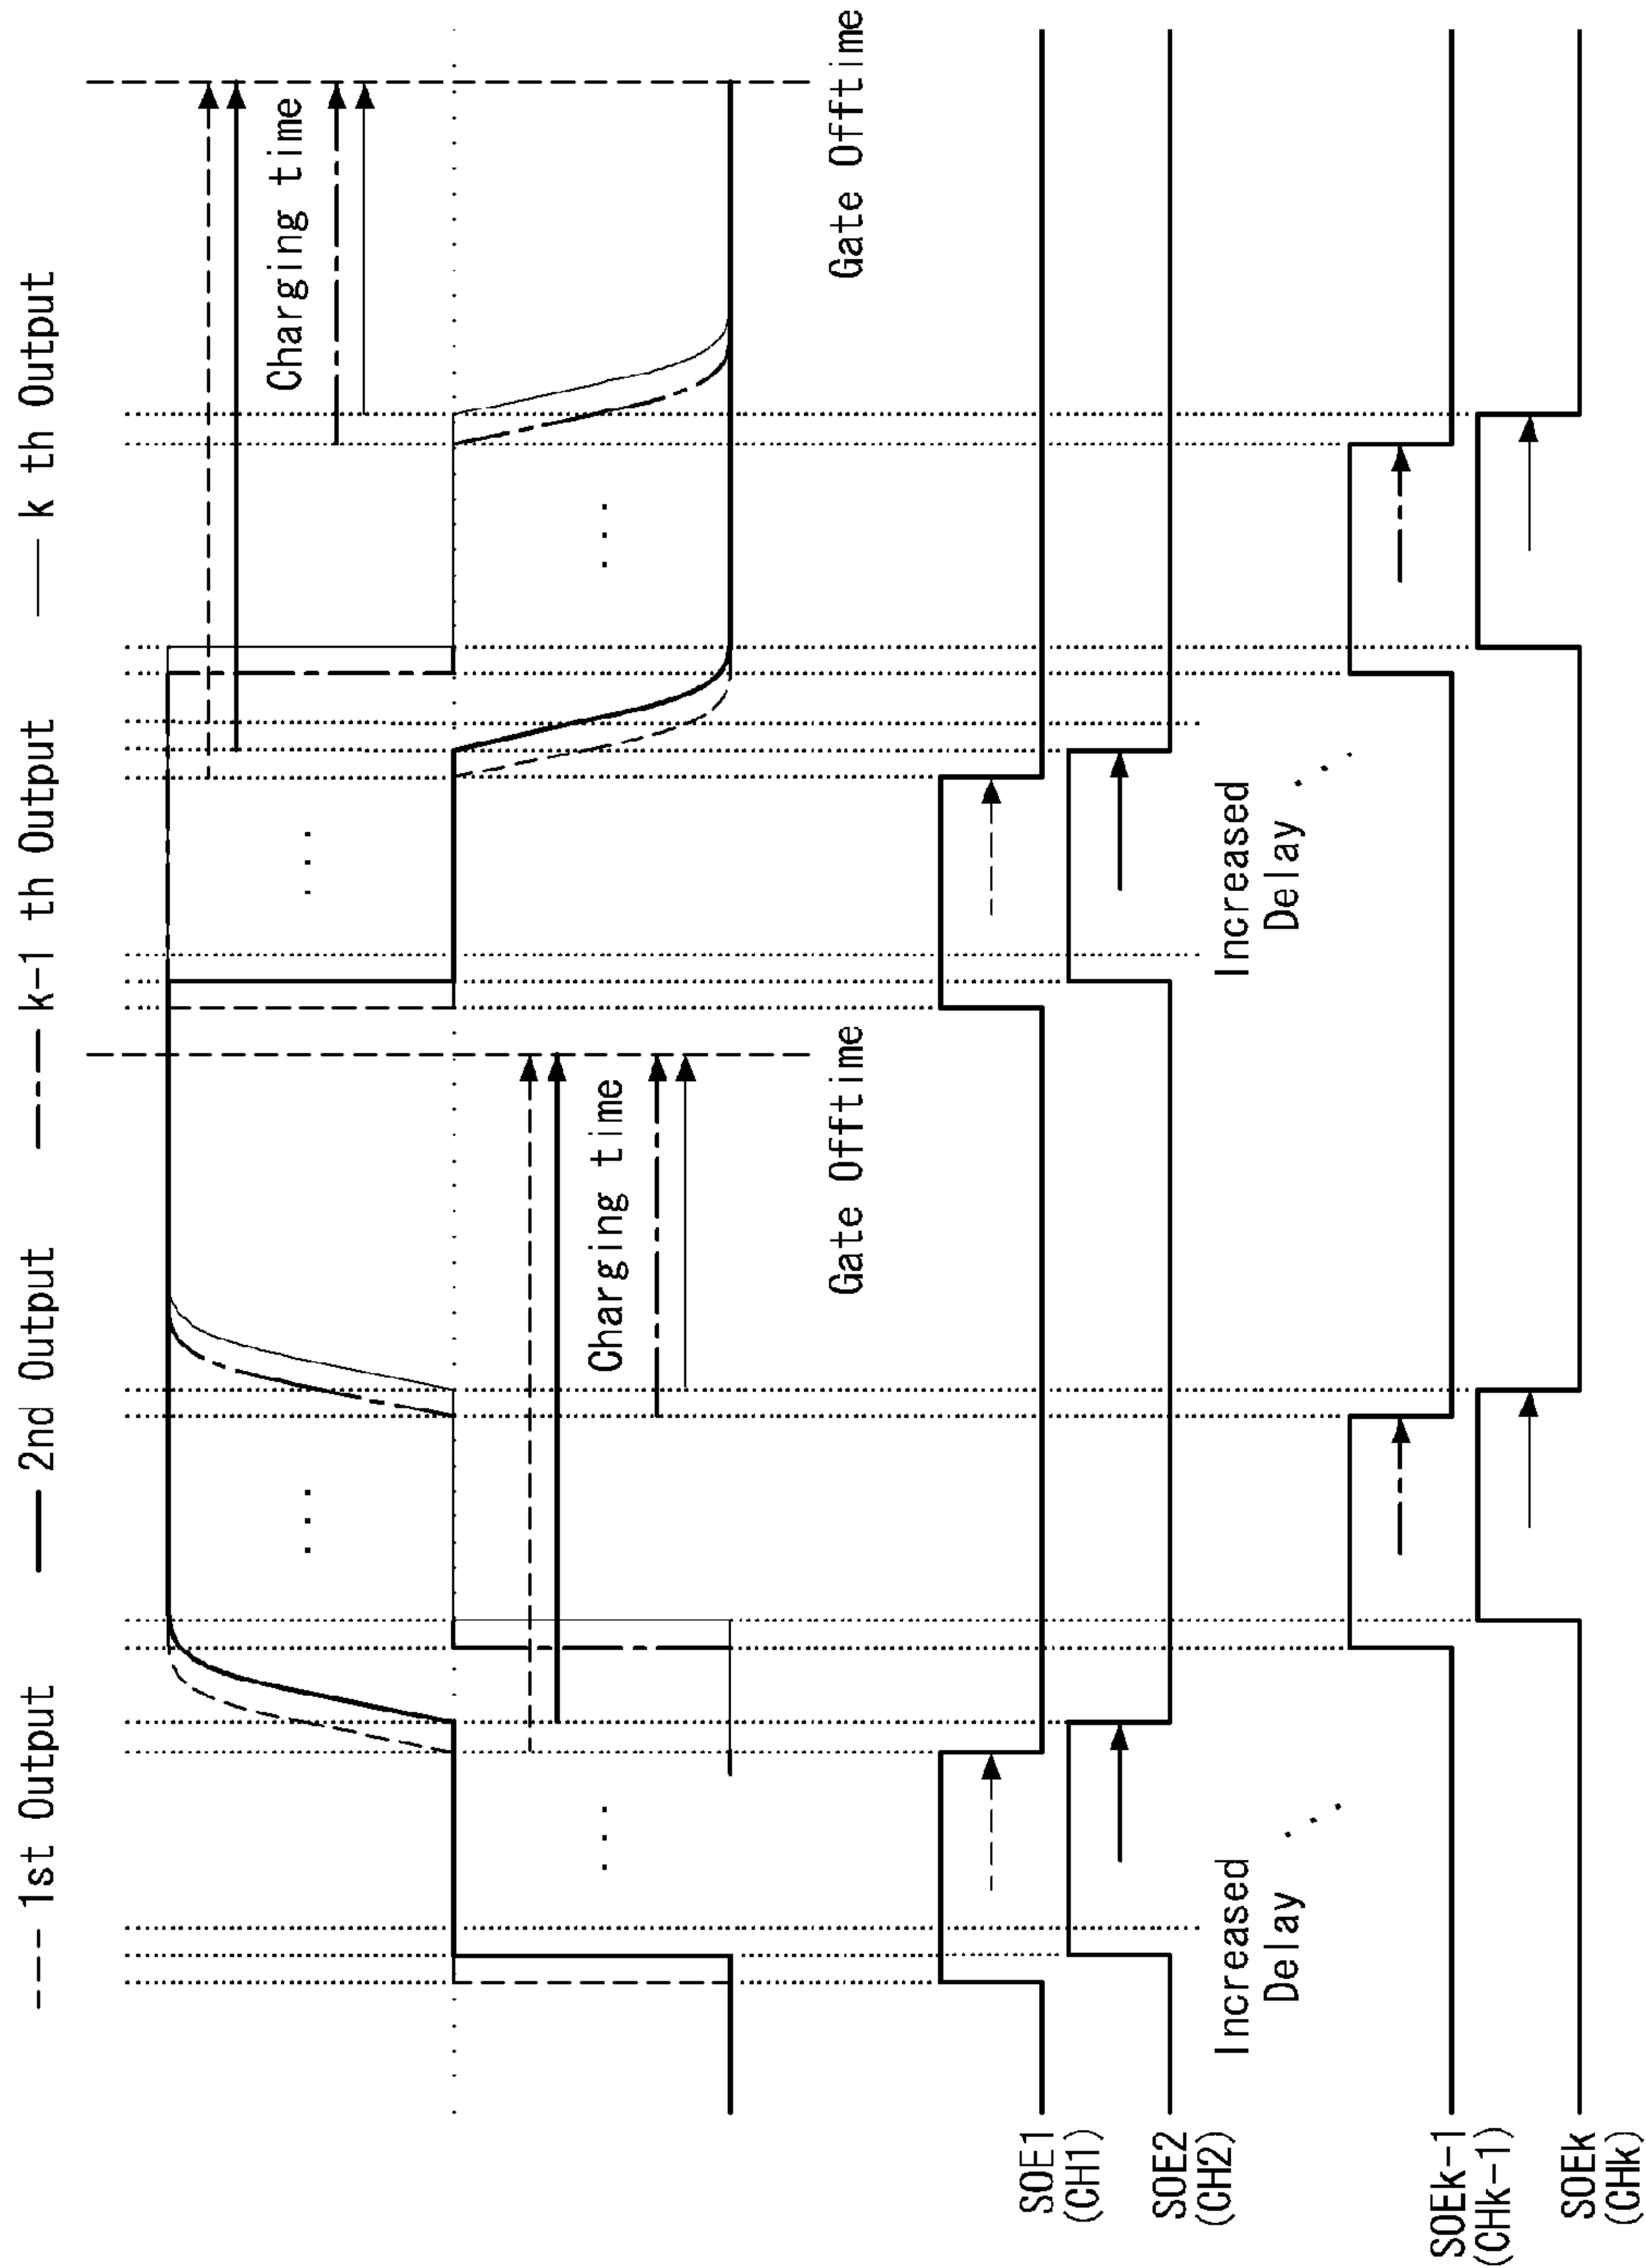 --- 1st Output
— 2nd Output
—-— k-1 th Output
— k th Output
Charging time
Charging time
Gate Offtime
Gate Offtime
SOE1
(CH1)
SOE2
(CH2)
Increased
Delay ...
Increased
Delay ...
SOEk-1
(CHk-1)
SOEk
(CHk)